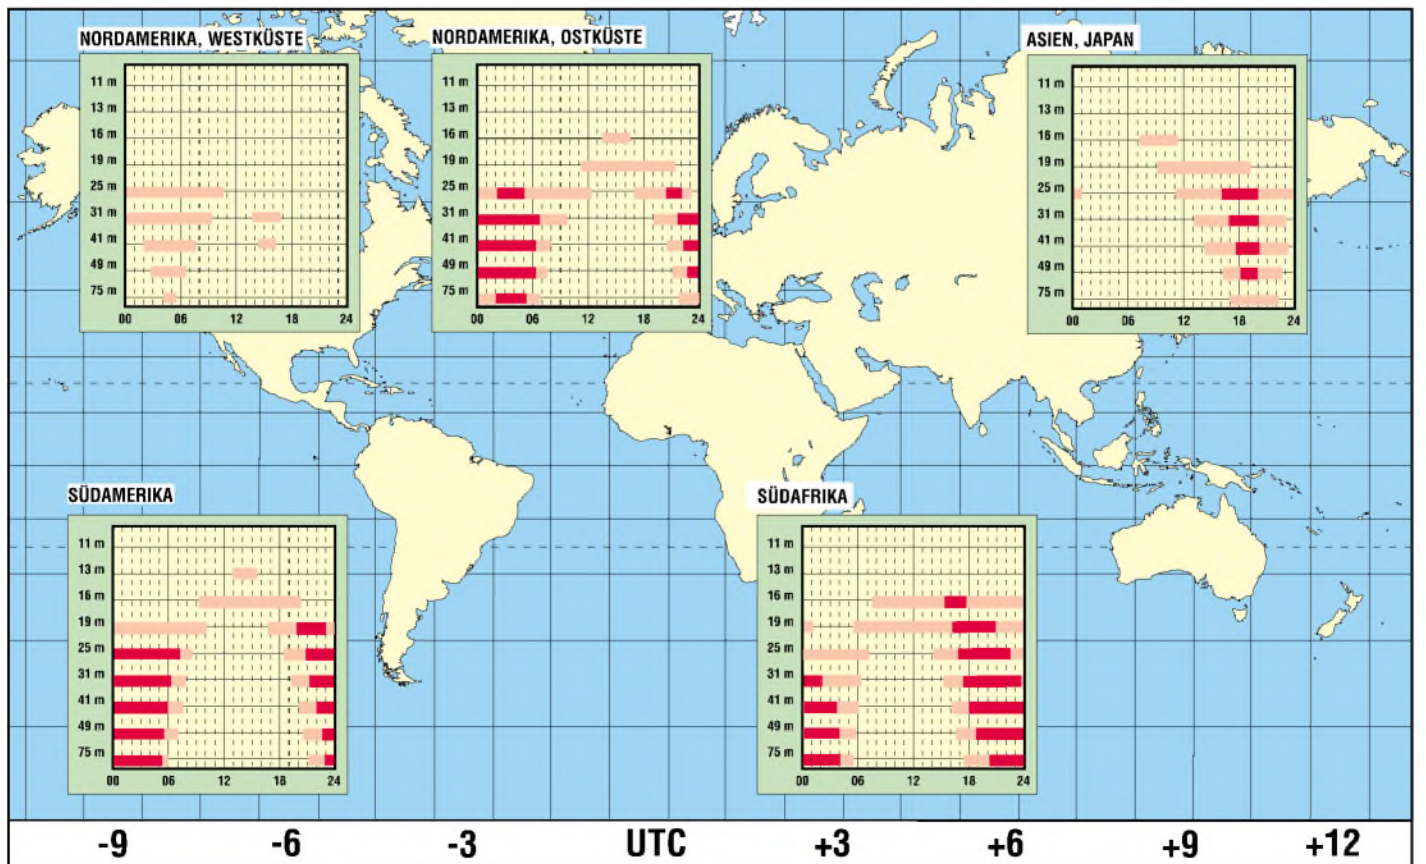 NORDAMERIKA, WESTKÜSTE
11 m
13 m
16 m
19 m
25 m
31 m
41 m
49 m
75 m
00 06 12 18 24
NORDAMERIKA, OSTKÜSTE
11 m
13 m
16 m
19 m
25 m
31 m
41 m
49 m
75 m
00 06 12 18 24
ASIEN, JAPAN
11 m
13 m
16 m
19 m
25 m
31 m
41 m
49 m
75 m
00 06 12 18 24
SÜDAMERIKA
11 m
13 m
16 m
19 m
25 m
31 m
41 m
49 m
75 m
00 06 12 18 24
SÜDAFRIKA
11 m
13 m
16 m
19 m
25 m
31 m
41 m
49 m
75 m
00 06 12 18 24
-9 -6 -3 UTC +3 +6 +9 +12